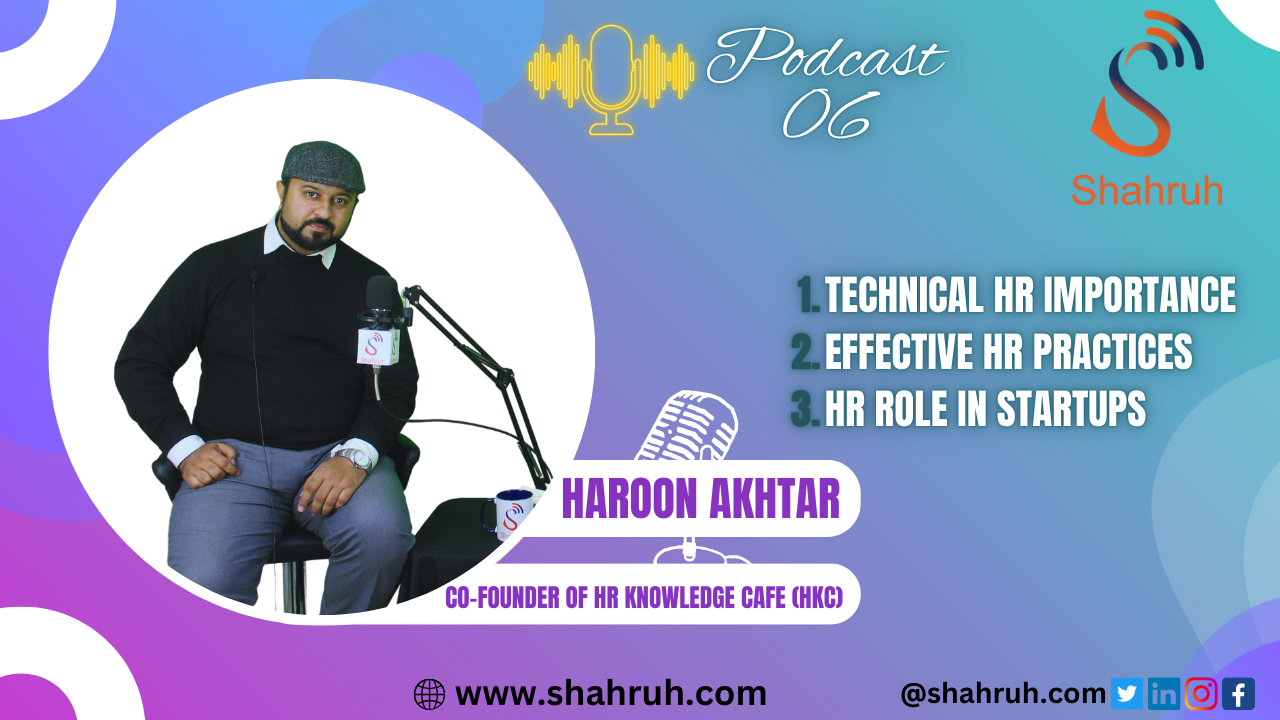 Podcast
06
Shahruh
1. TECHNICAL HR IMPORTANCE
2. EFFECTIVE HR PRACTICES
3. HR ROLE IN STARTUPS
Shahruh
HAROON AKHTAR
CO-FOUNDER OF HR KNOWLEDGE CAFE (HKC)
www.shahruh.com
@shahruh.com